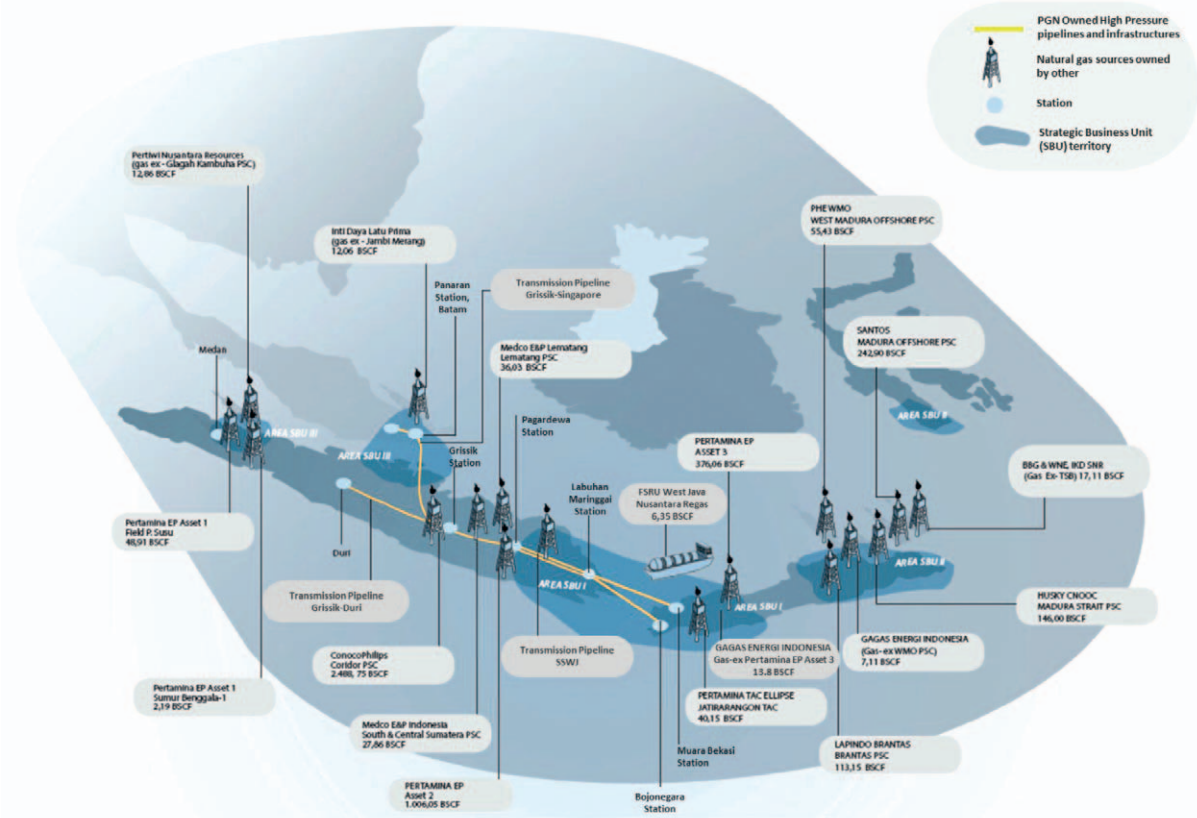 PGN Owned High Pressure
pipelines and infrastructures
Natural gas sources owned
by other
Station
Strategic Business Unit
(SBU) territory
Pertiwi Nusantara Resources
(gas ex - Glagah Kambuha PSC)
12,86 BSCF
Inti Daya Latu Prima
(gas ex - Jambi Merang)
12,06 BSCF
Panaran
Station,
Batam
Transmission Pipeline
Grissik-Singapore
PHE WMO
WEST MADURA OFFSHORE PSC
55,43 BSCF
SANTOS
MADURA OFFSHORE PSC
242,90 BSCF
Medan
Medco E&P Lematang
Lematang PSC
36,03 BSCF
AREA SBU III
AREA SBU III
AREA SBU II
Pagardewa
Station
Grissik
Station
PERTAMINA EP
ASSET 3
376,06 BSCF
BBG & WNE, IKD SNR
(Gas Ex-TSB) 17,11 BSCF
Labuhan
Maringgai
Station
FSRU West Java
Nusantara Regas
6,35 BSCF
Pertamina EP Asset 1
Field P. Susu
48,91 BSCF
Duri
AREA SBU I
AREA SBU I
AREA SBU II
Transmission Pipeline
Grissik-Duri
HUSKY CNOOC
MADURA STRAIT PSC
146,00 BSCF
ConocoPhilips
Coridor PSC
2.488, 75 BSCF
Transmission Pipeline
SSWJ
GAGAS ENERGI INDONESIA
Gas-ex Pertamina EP Asset 3
13.8 BSCF
GAGAS ENERGI INDONESIA
(Gas- ex WMO PSC)
7,11 BSCF
Pertamina EP Asset 1
Sumur Benggala-1
2,19 BSCF
PERTAMINA TAC ELLIPSE
JATIRARANGON TAC
40,15 BSCF
Medco E&P Indonesia
South & Central Sumatera PSC
27,86 BSCF
Muara Bekasi
Station
LAPINDO BRANTAS
BRANTAS PSC
113,15 BSCF
PERTAMINA EP
Asset 2
1.006,05 BSCF
Bojonegara
Station